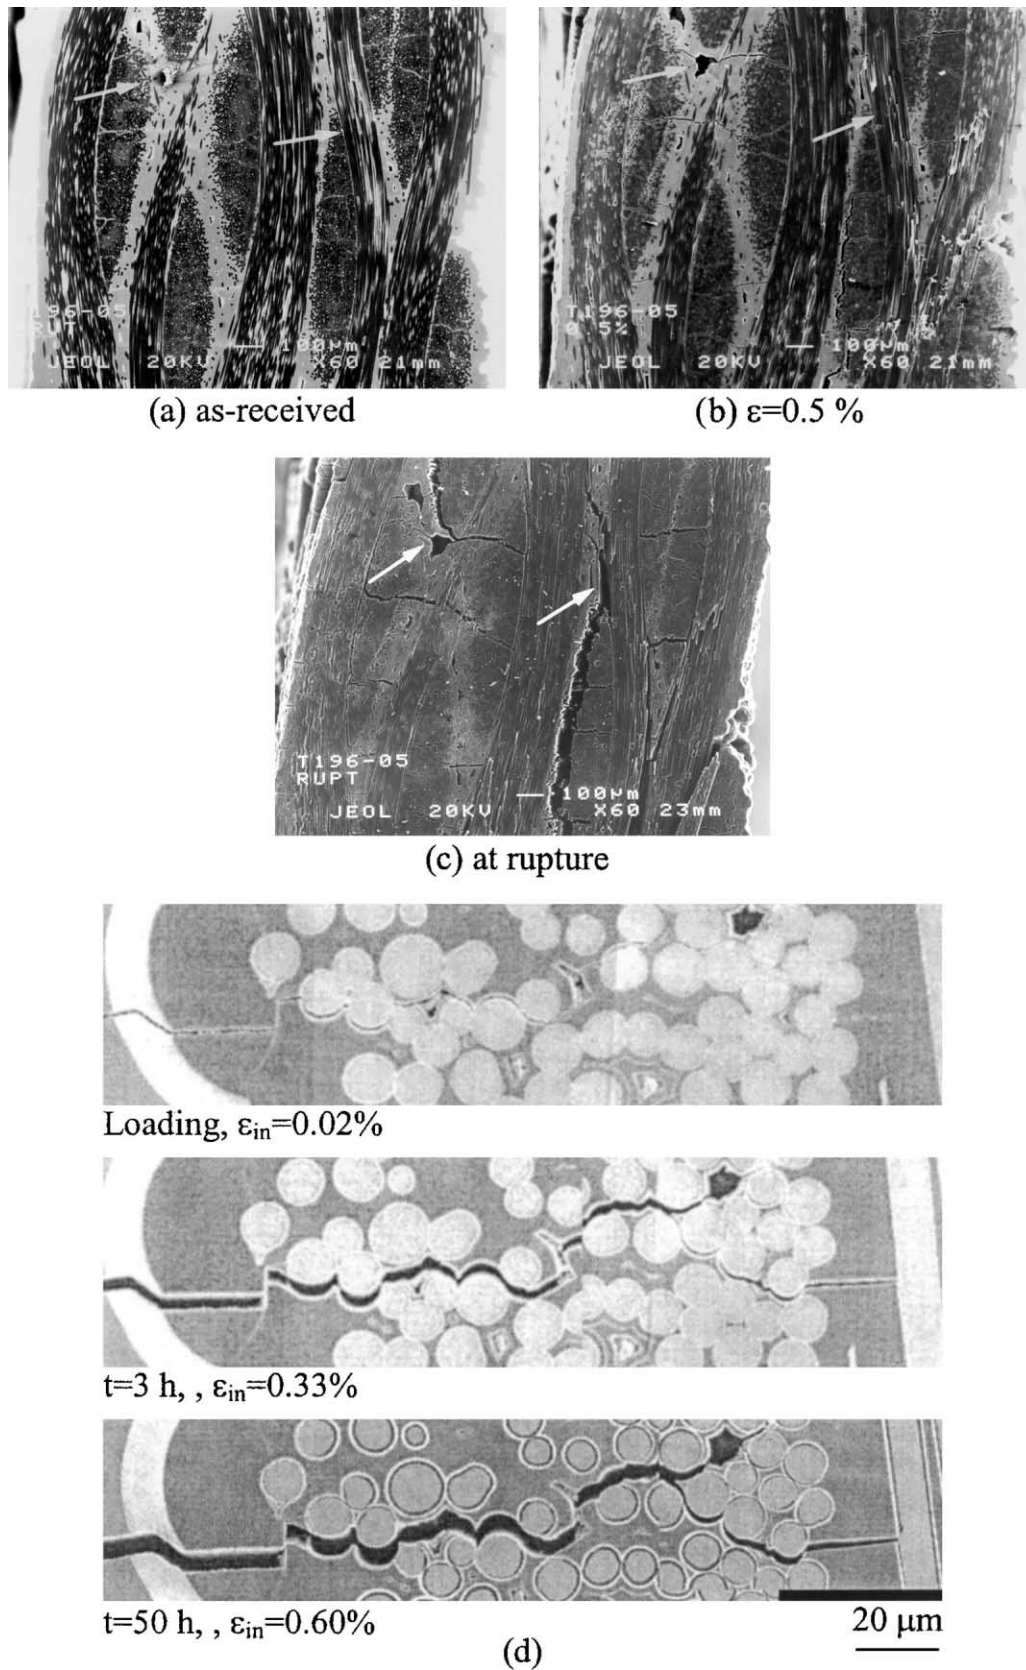 T196-05
RUPT
JEOL 20KV 100µm X60 21mm
(a) as-received
T196-05
0.5%
JEOL 20KV 100µm X60 21mm
(b) ε=0.5 %
T196-05
RUPT
JEOL 20KV 100µm X60 23mm
(c) at rupture
Loading, εin=0.02%
t=3 h, , εin=0.33%
t=50 h, , εin=0.60%
20 µm
(d)